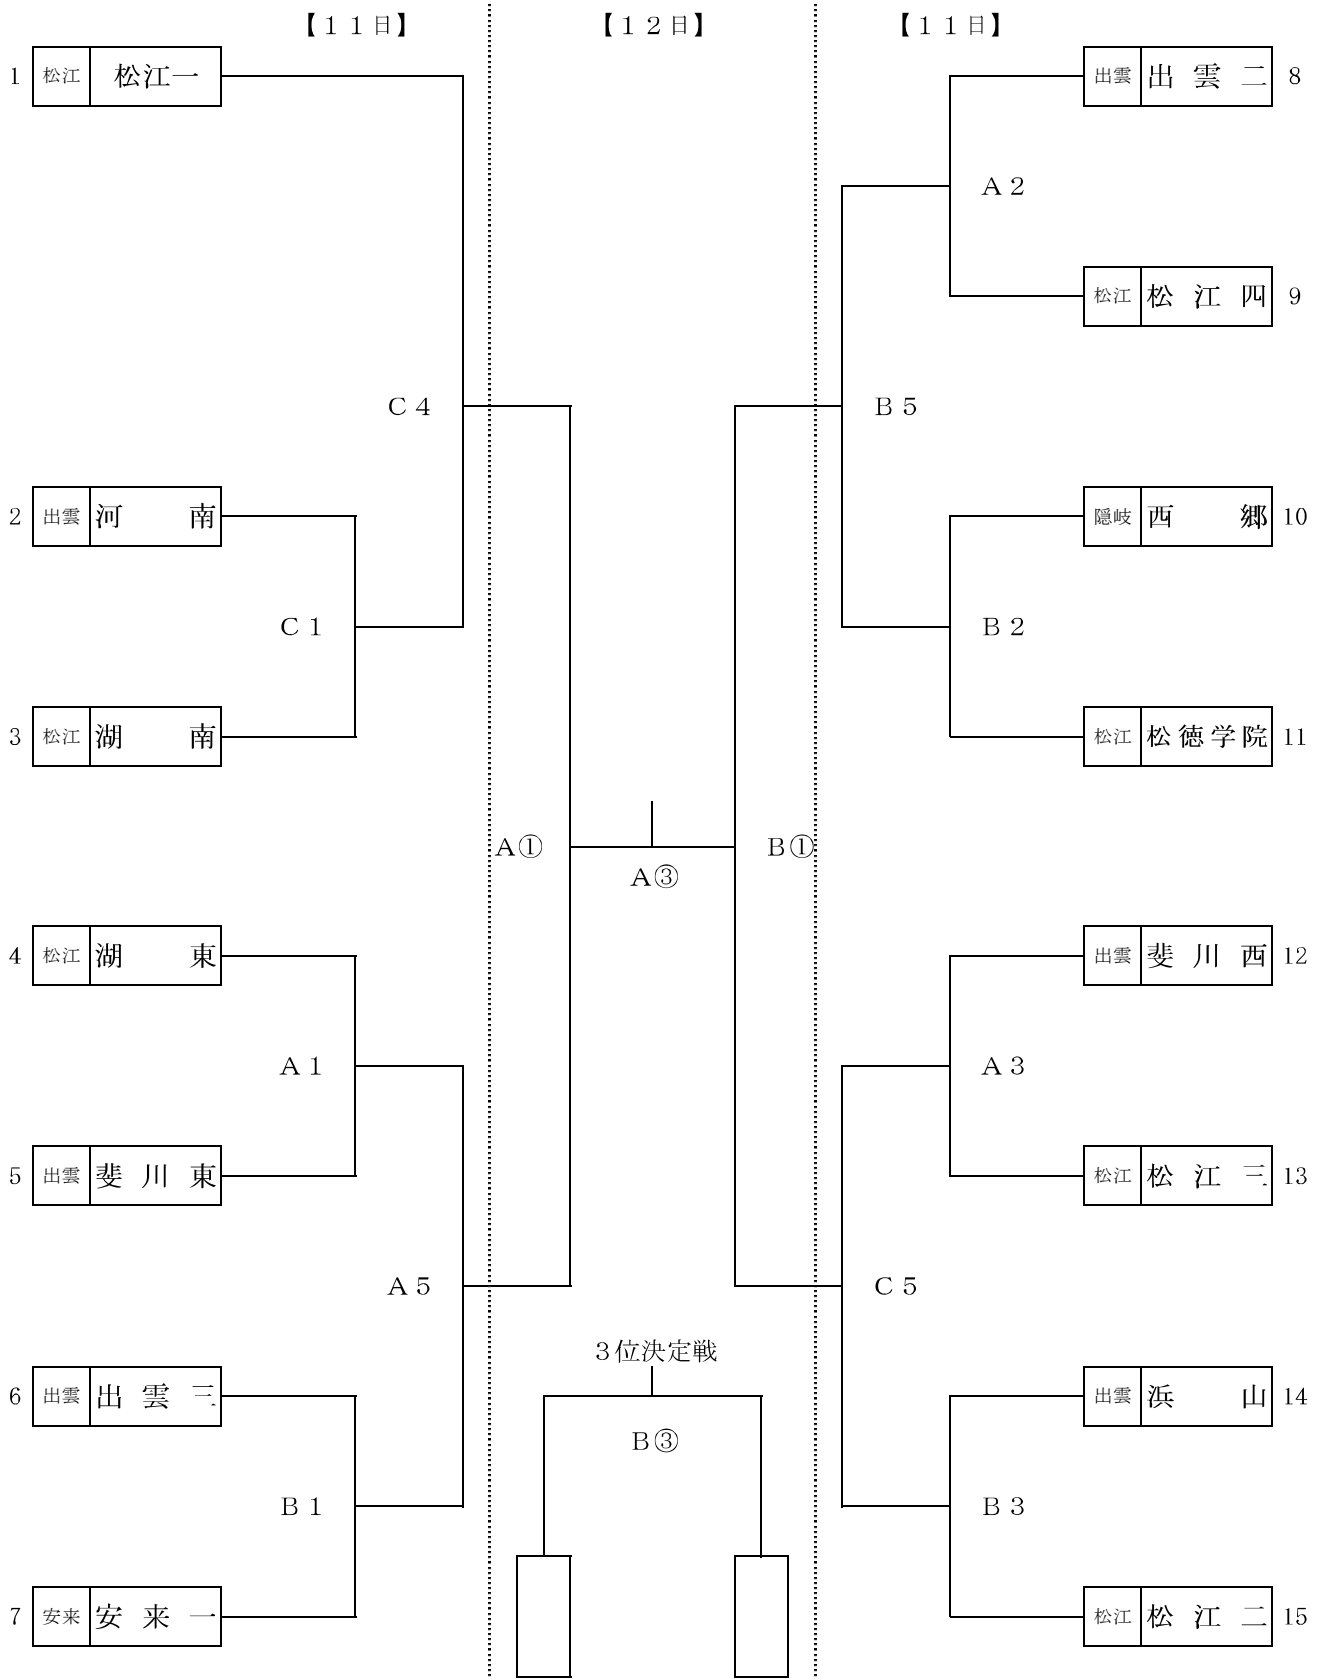 【１１日】 【１２日】 【１１日】
1 松江 松江一 出雲 出雲二 8
A２
松江 松江四 9
C４ B５
2 出雲 河南 隠岐 西郷 10
C１ B２
3 松江 湖南 松江 松徳学院 11
A① B①
A③
4 松江 湖東 出雲 斐川西 12
A１ A３
5 出雲 斐川東 松江 松江三 13
A５ C５
３位決定戦
6 出雲 出雲三 出雲 浜山 14
B③
B１ B３
7 安来 安来一 松江 松江二 15